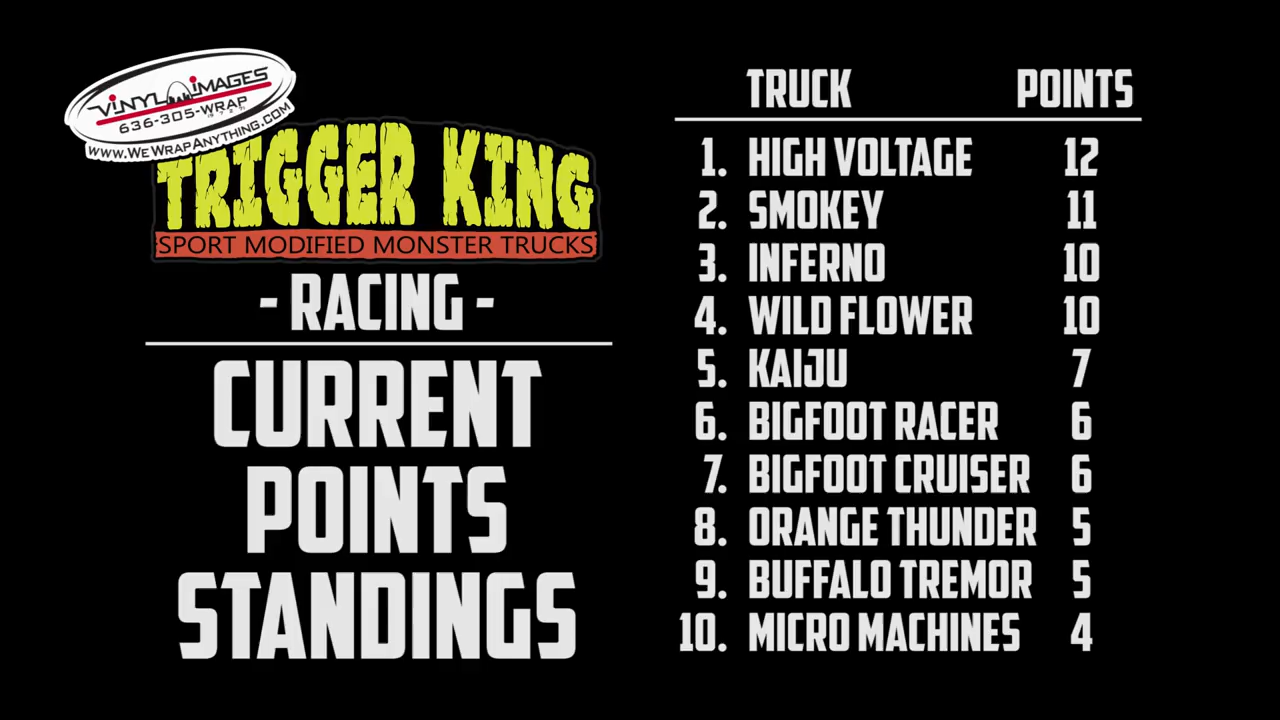 VINYL IMAGES
636-305-WRAP
WWW.WEWRAPANYTHING.COM
TRIGGER KING
SPORT MODIFIED MONSTER TRUCKS
- RACING -
CURRENT
POINTS
STANDINGS
TRUCK POINTS
1. HIGH VOLTAGE 12
2. SMOKEY 11
3. INFERNO 10
4. WILD FLOWER 10
5. KAIJU 7
6. BIGFOOT RACER 6
7. BIGFOOT CRUISER 6
8. ORANGE THUNDER 5
9. BUFFALO TREMOR 5
10. MICRO MACHINES 4